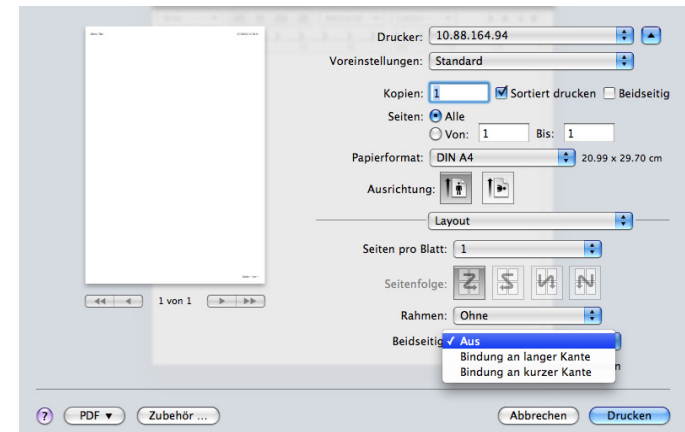 Drucker: 10.88.164.94
Voreinstellungen: Standard
Kopien: 1 Sortiert drucken Beidseitig
Seiten: Alle
Von: 1 Bis: 1
Papierformat: DIN A4 20.99 x 29.70 cm
Ausrichtung:
Layout
Seiten pro Blatt: 1
Seitenfolge:
1 von 1
Rahmen: Ohne
Beidseitig
✓ Aus
Bindung an langer Kante
Bindung an kurzer Kante
? PDF ▼ Zubehör ... Abbrechen Drucken